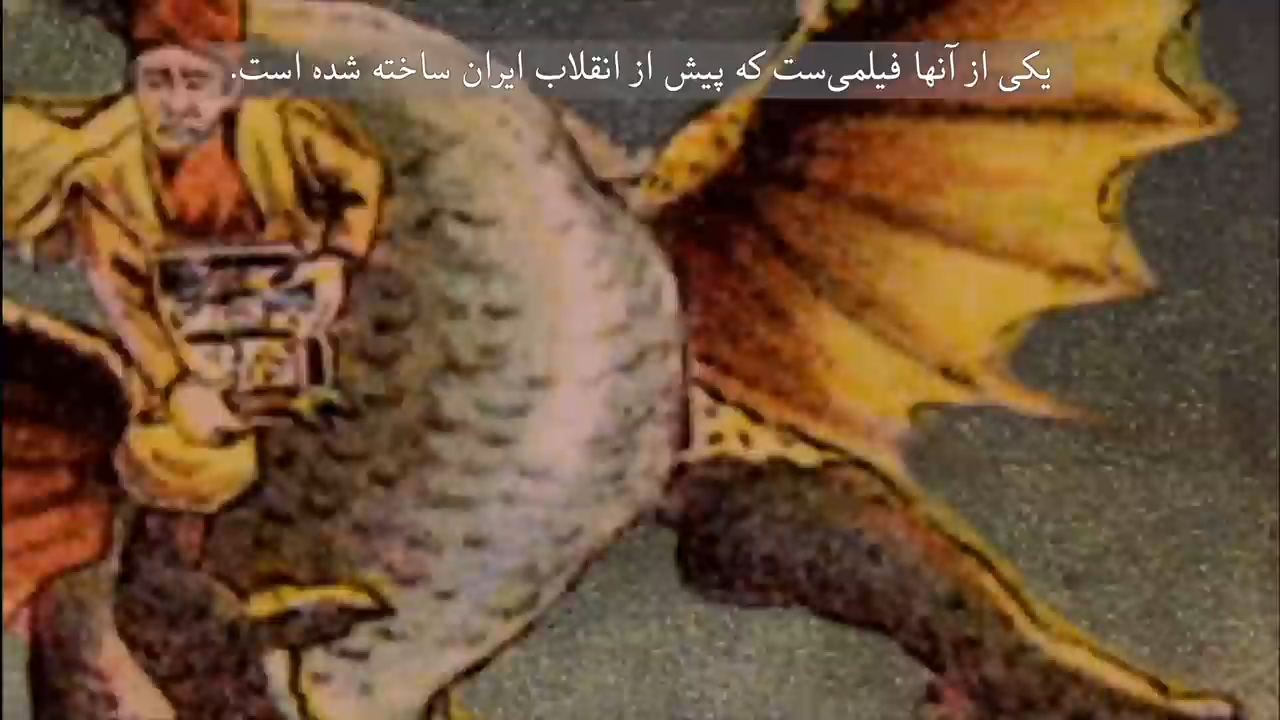 یکی از آنها فیلمی‌ست که پیش از انقلاب ایران ساخته شده است.